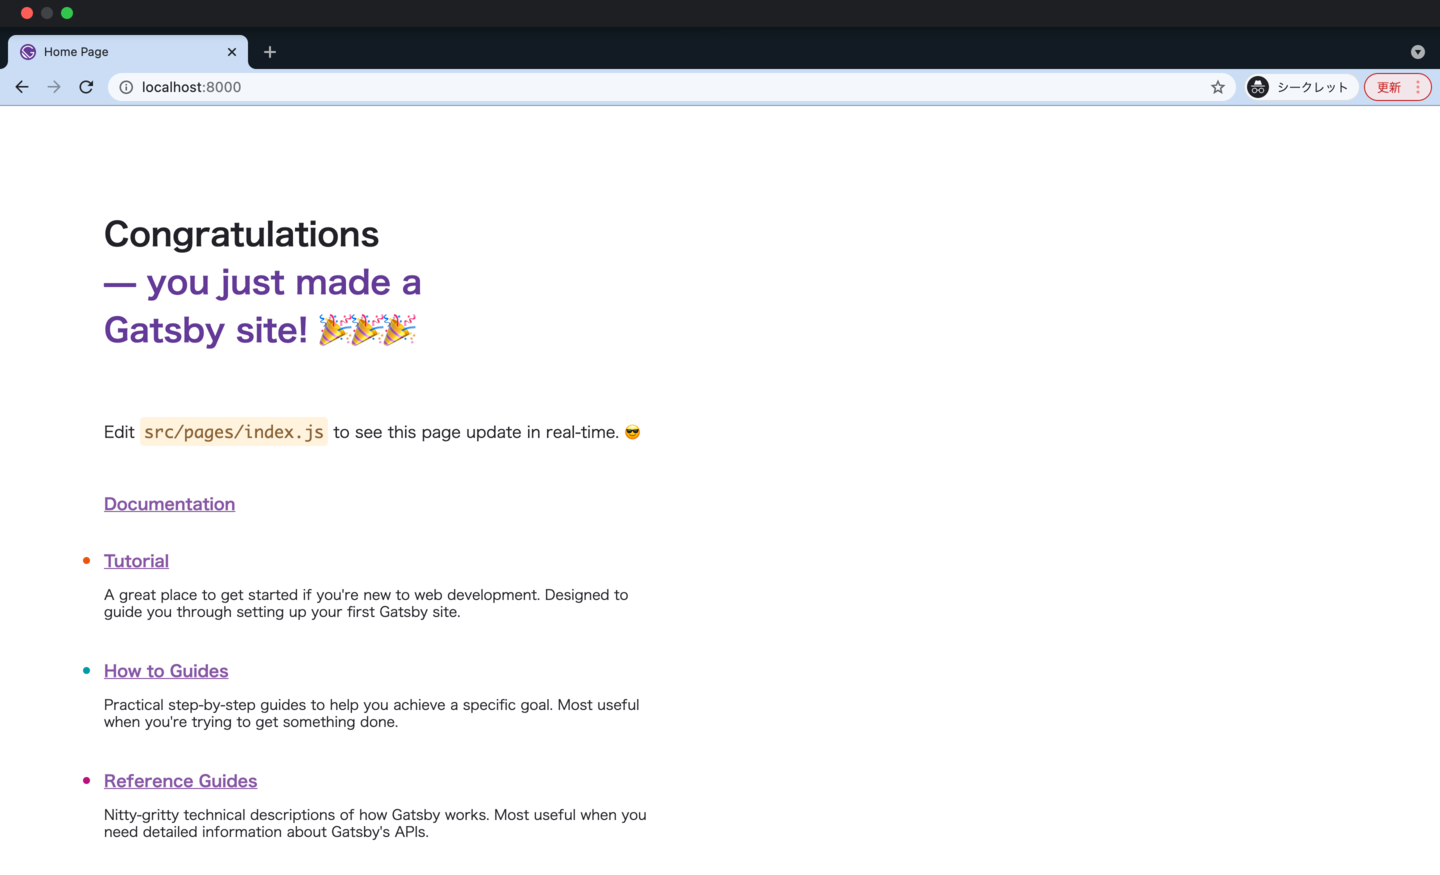 Home Page
localhost:8000
シークレット
更新
Congratulations
— you just made a
Gatsby site! 🎉🎉🎉
Edit src/pages/index.js to see this page update in real-time. 😎
Documentation
Tutorial
A great place to get started if you're new to web development. Designed to
guide you through setting up your first Gatsby site.
How to Guides
Practical step-by-step guides to help you achieve a specific goal. Most useful
when you're trying to get something done.
Reference Guides
Nitty-gritty technical descriptions of how Gatsby works. Most useful when you
need detailed information about Gatsby's APIs.